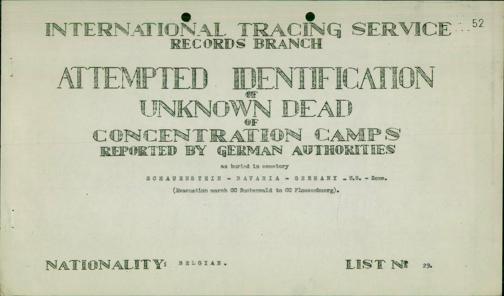 52
INTERNATIONAL TRACING SERVICE
RECORDS BRANCH
ATTEMPTED IDENTIFICATION
OF
UNKNOWN DEAD
OF
CONCENTRATION CAMPS
REPORTED BY GERMAN AUTHORITIES
as buried in cemetery
SCHAUENSTEIN - BAVARIA - GERMANY - U.S. - Zone.
(Evacuation march CC Buchenwald to CC Flossenbuerg).
NATIONALITY: BELGIAN. LIST Nº 29.